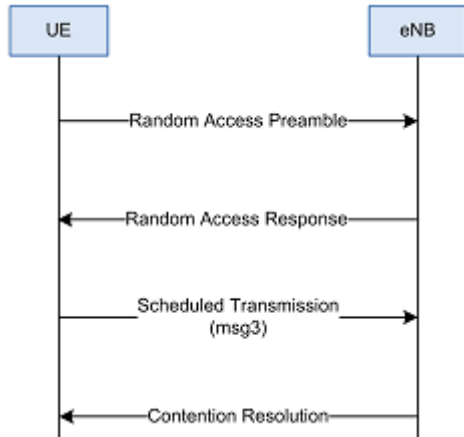 UE
eNB
Random Access Preamble
Random Access Response
Scheduled Transmission
(msg3)
Contention Resolution